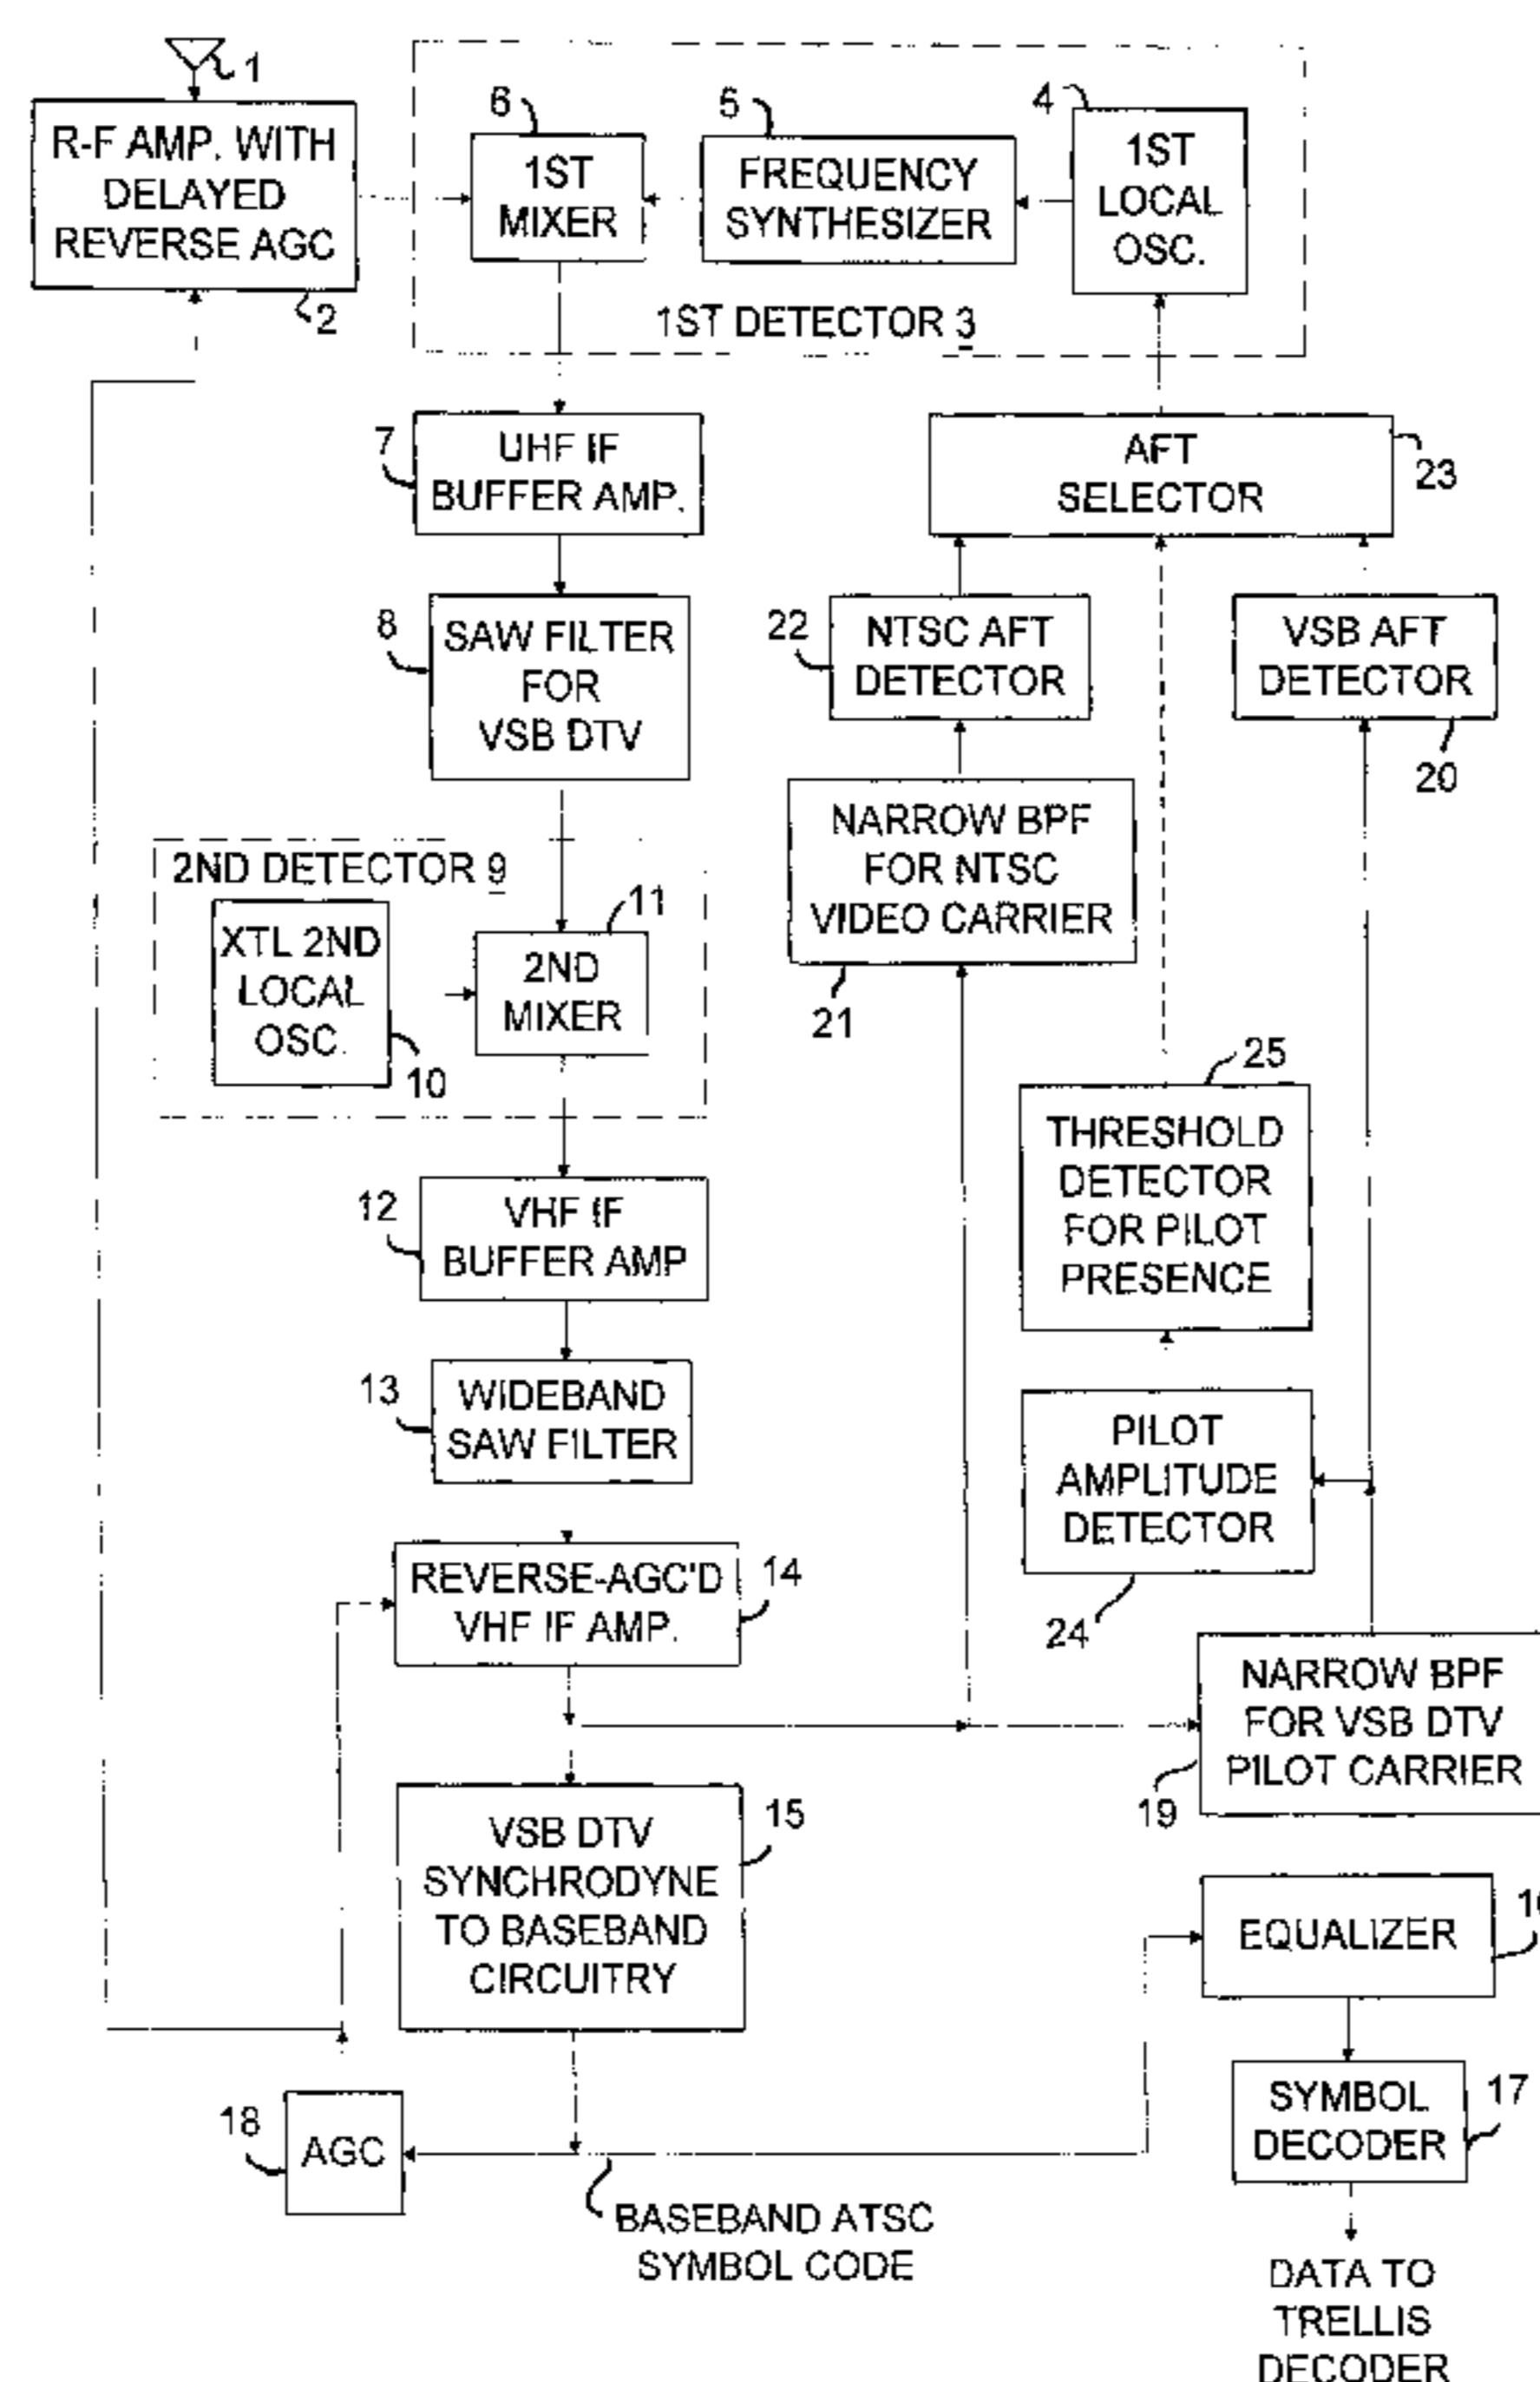 1
R-F AMP. WITH
DELAYED
REVERSE AGC
2
6
1ST
MIXER
5
FREQUENCY
SYNTHESIZER
4
1ST
LOCAL
OSC.
1ST DETECTOR 3
7
UHF IF
BUFFER AMP.
AFT
SELECTOR
23
8
SAW FILTER
FOR
VSB DTV
22
NTSC AFT
DETECTOR
VSB AFT
DETECTOR
20
NARROW BPF
FOR NTSC
VIDEO CARRIER
21
2ND DETECTOR 9
XTL 2ND
LOCAL
OSC.
10
11
2ND
MIXER
25
THRESHOLD
DETECTOR
FOR PILOT
PRESENCE
12
VHF IF
BUFFER AMP
13
WIDEBAND
SAW FILTER
PILOT
AMPLITUDE
DETECTOR
24
REVERSE-AGC'D
VHF IF AMP.
14
NARROW BPF
FOR VSB DTV
PILOT CARRIER
19
VSB DTV
SYNCHRODYNE
TO BASEBAND
CIRCUITRY
15
EQUALIZER
SYMBOL
DECODER
17
18
AGC
BASEBAND ATSC
SYMBOL CODE
DATA TO
TRELLIS
DECODER